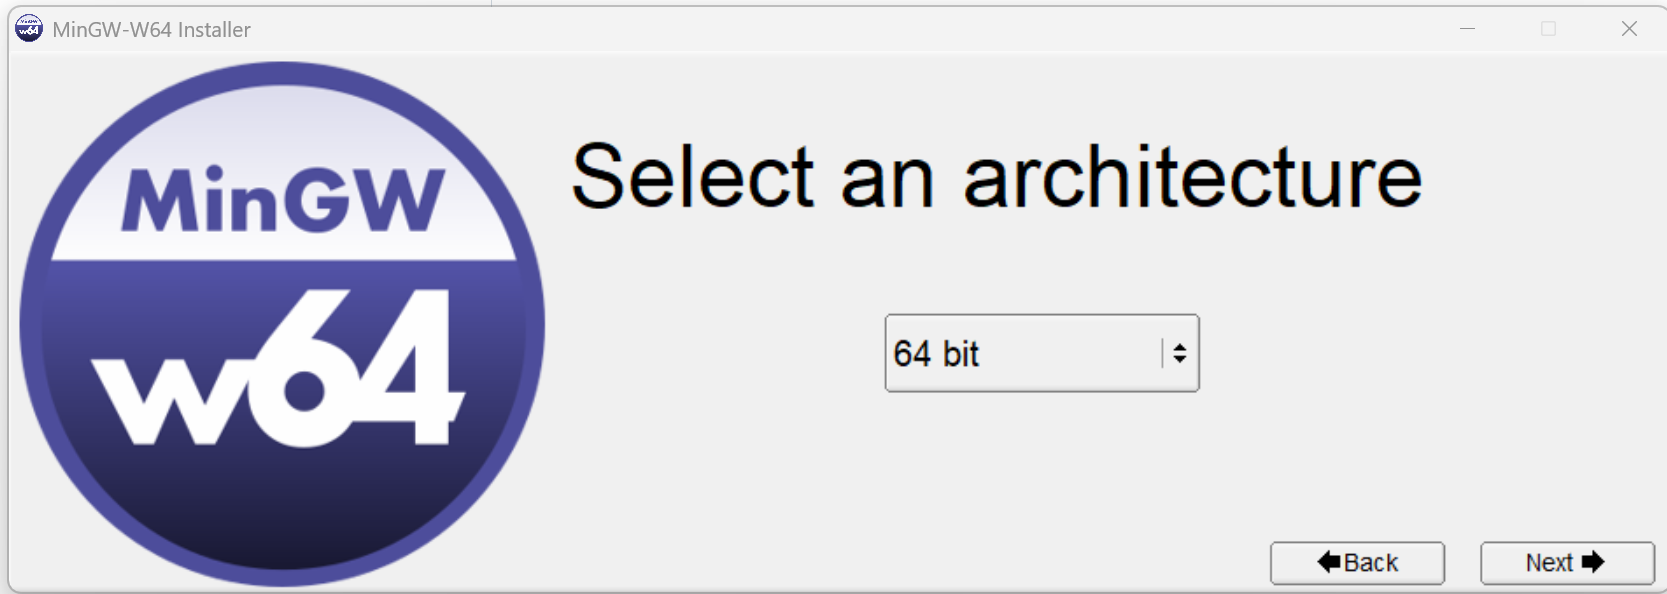 MinGW-W64 Installer
MinGW
w64
Select an architecture
64 bit
Back
Next